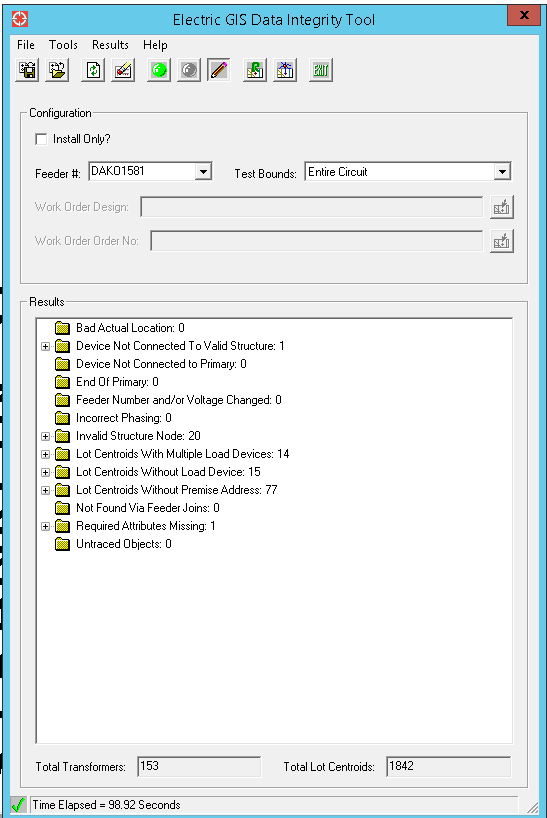 Electric GIS Data Integrity Tool
x
File Tools Results Help
Configuration
Install Only?
Feeder #: DAKO1581 Test Bounds: Entire Circuit
Work Order Design:
Work Order Order No:
Results
Bad Actual Location: 0
Device Not Connected To Valid Structure: 1
Device Not Connected to Primary: 0
End Of Primary: 0
Feeder Number and/or Voltage Changed: 0
Incorrect Phasing: 0
Invalid Structure Node: 20
Lot Centroids With Multiple Load Devices: 14
Lot Centroids Without Load Device: 15
Lot Centroids Without Premise Address: 77
Not Found Via Feeder Joins: 0
Required Attributes Missing: 1
Untraced Objects: 0
Total Transformers: 153 Total Lot Centroids: 1842
Time Elapsed = 98.92 Seconds